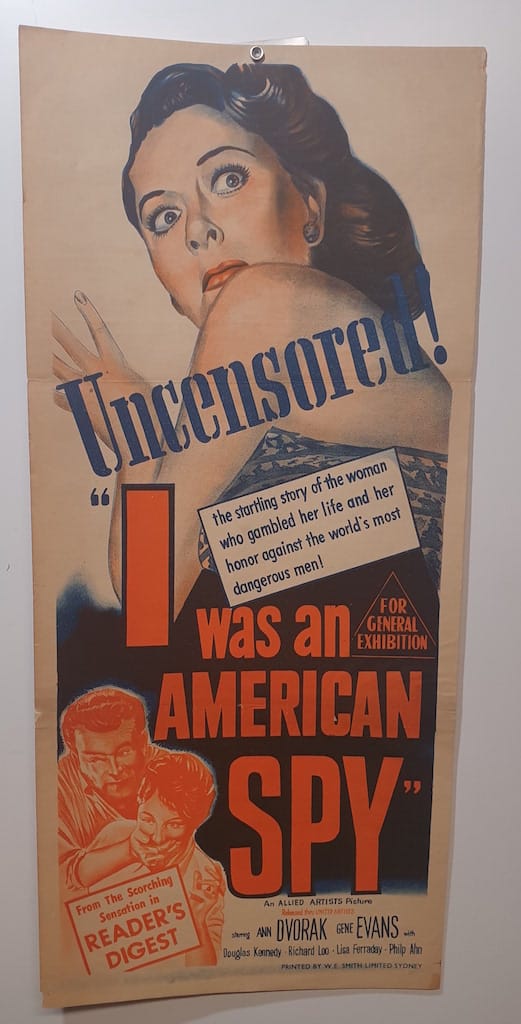 Uncensored!
the startling story of the woman
who gambled her life and her
honor against the world's most
dangerous men!
"I
was an
AMERICAN
SPY"
FOR
GENERAL
EXHIBITION
From The Scorching
Sensation in
READER'S
DIGEST
An ALLIED ARTISTS Picture
Released thru UNITED ARTISTS
starring ANN DVORAK GENE EVANS with
Douglas Kennedy · Richard Loo · Lisa Ferraday · Philip Ahn
PRINTED BY W.E. SMITH LIMITED SYDNEY